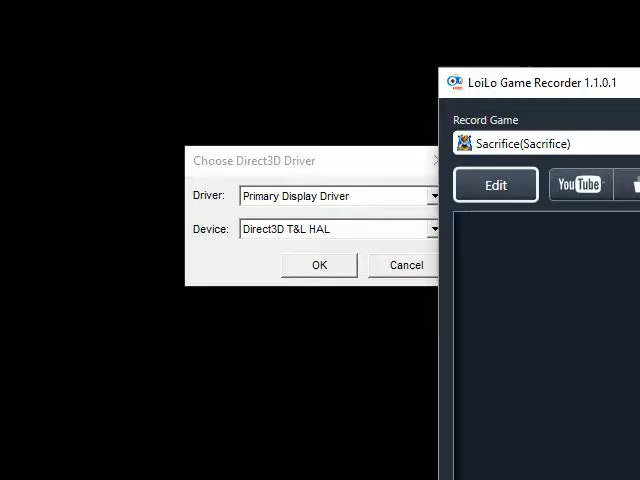 LoiLo Game Recorder 1.1.0.1
Record Game
Sacrifice(Sacrifice)
Edit
YouTube
Choose Direct3D Driver
Driver: Primary Display Driver
Device: Direct3D T&L HAL
OK Cancel